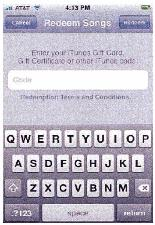 AT&T 4:13 PM
Cancel Redeem Songs Redeem
Enter your iTunes Gift Card,
Gift Certificate or other iTunes code.
Code
Redemption Terms and Conditions.
Q W E R T Y U I O P
A S D F G H J K L
Z X C V B N M
.?123 space return